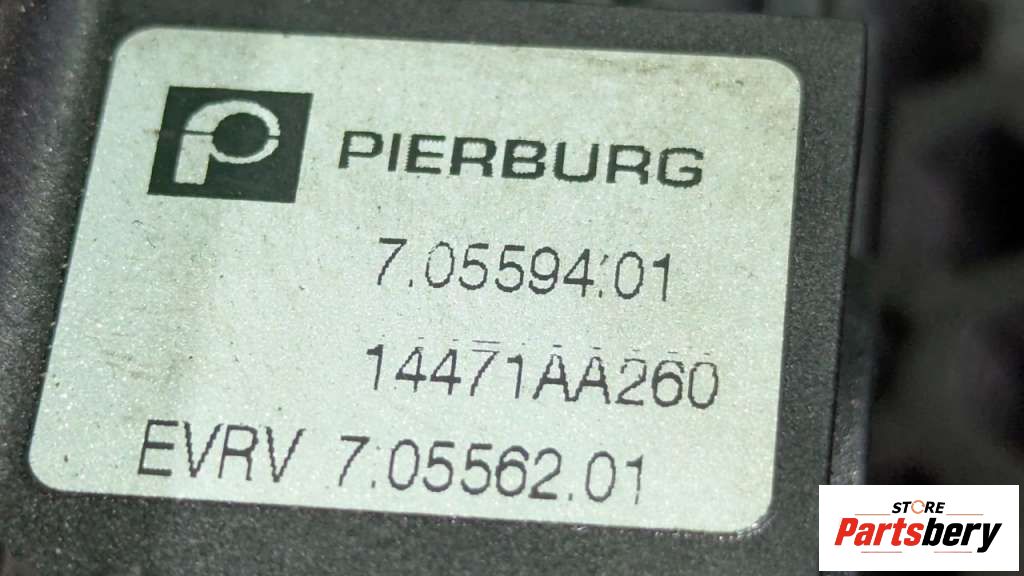 PIERBURG
7.05594.01
14471AA260
EVRV 7.05562.01
STORE
Partsbery